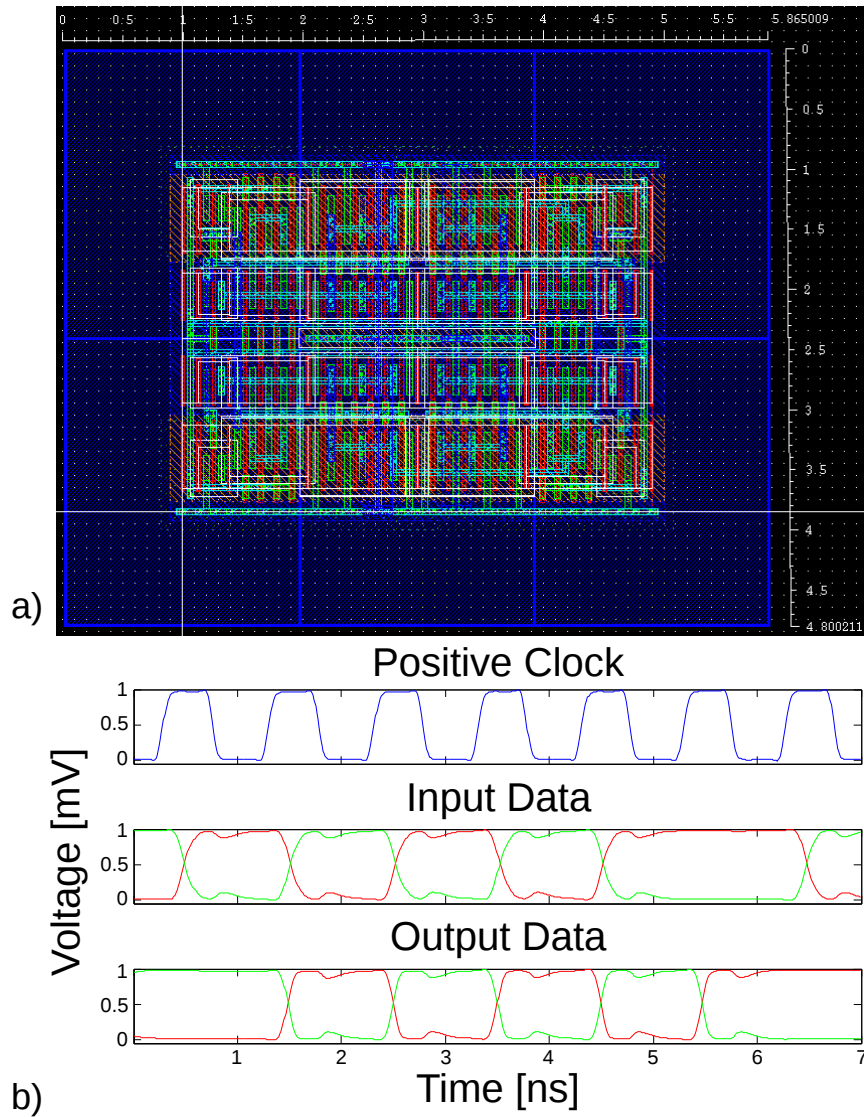 0 0.5 1 1.5 2 2.5 3 3.5 4 4.5 5 5.865009
0
0.5
1
1.5
2
2.5
3
3.5
4
4.5
4.800211
a)
Positive Clock
1
0.5
0
Input Data
1
0.5
0
Voltage [mV]
Output Data
1
0.5
0
1 2 3 4 5 6 7
Time [ns]
b)